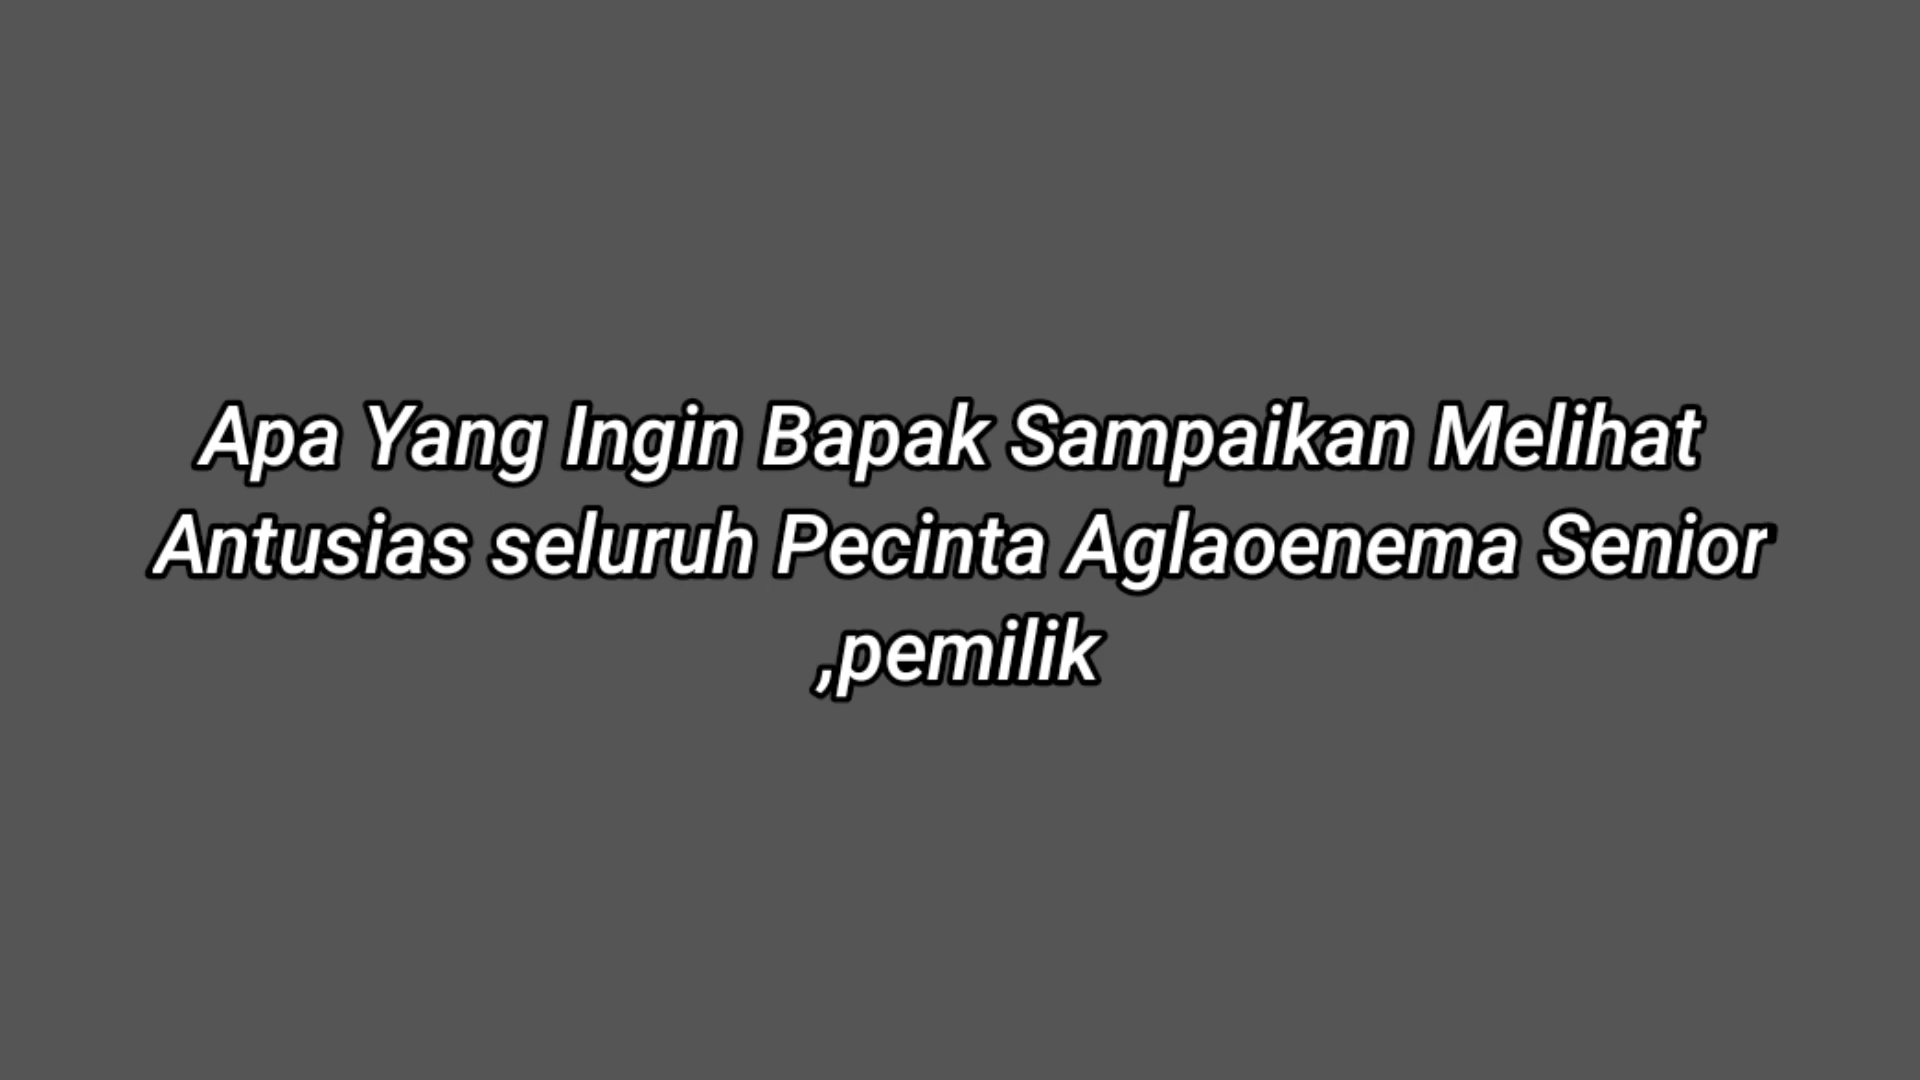 Apa Yang Ingin Bapak Sampaikan Melihat
Antusias seluruh Pecinta Aglaoenema Senior
,pemilik